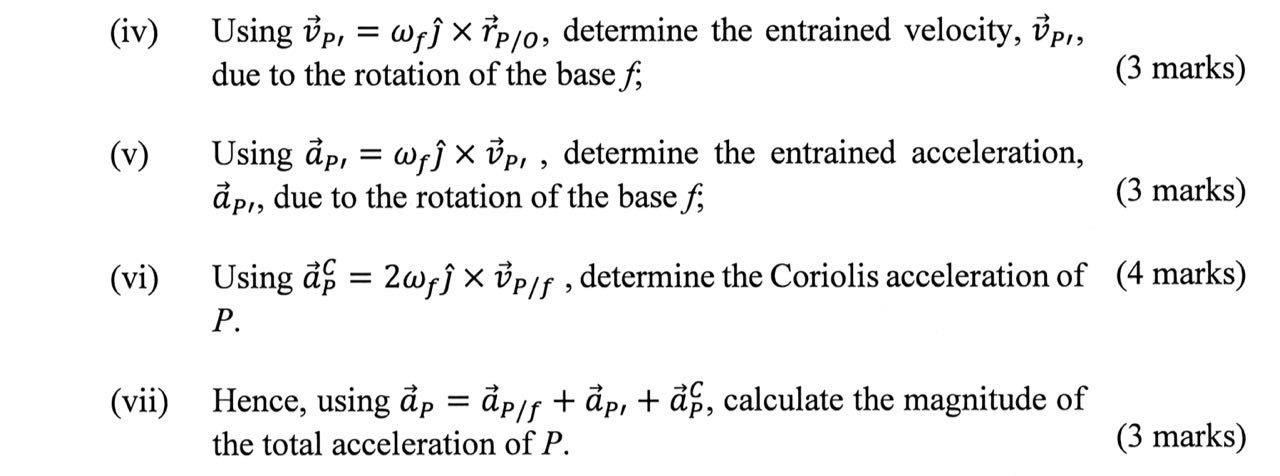 (iv) Using v⃗_P′ = ω_f ĵ × r⃗_P/O, determine the entrained velocity, v⃗_P′,
due to the rotation of the base f; (3 marks)
(v) Using a⃗_P′ = ω_f ĵ × v⃗_P′ , determine the entrained acceleration,
a⃗_P′, due to the rotation of the base f; (3 marks)
(vi) Using a⃗_P^C = 2ω_f ĵ × v⃗_P/f , determine the Coriolis acceleration of (4 marks)
P.
(vii) Hence, using a⃗_P = a⃗_P/f + a⃗_P′ + a⃗_P^C, calculate the magnitude of
the total acceleration of P. (3 marks)